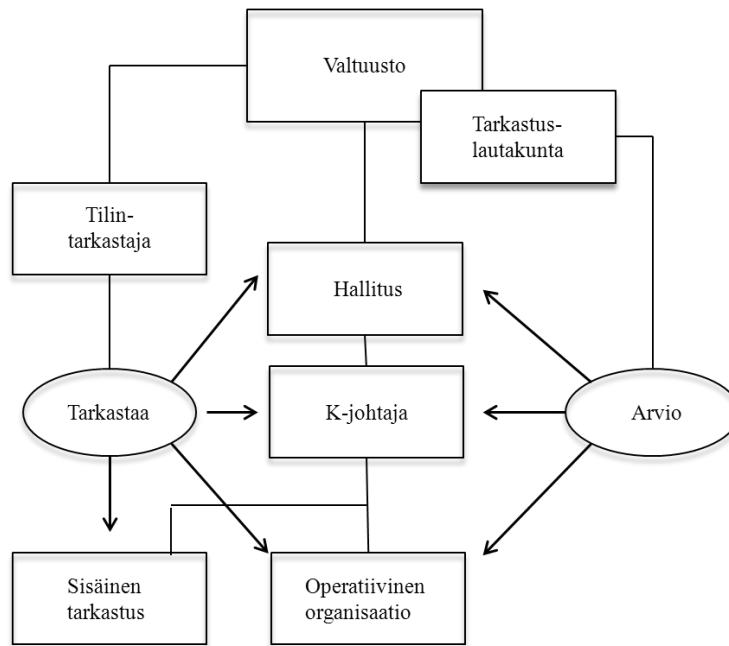 Valtuusto
Tarkastus-
lautakunta
Tilin-
tarkastaja
Hallitus
Tarkastaa
K-johtaja
Arvio
Sisäinen
tarkastus
Operatiivinen
organisaatio